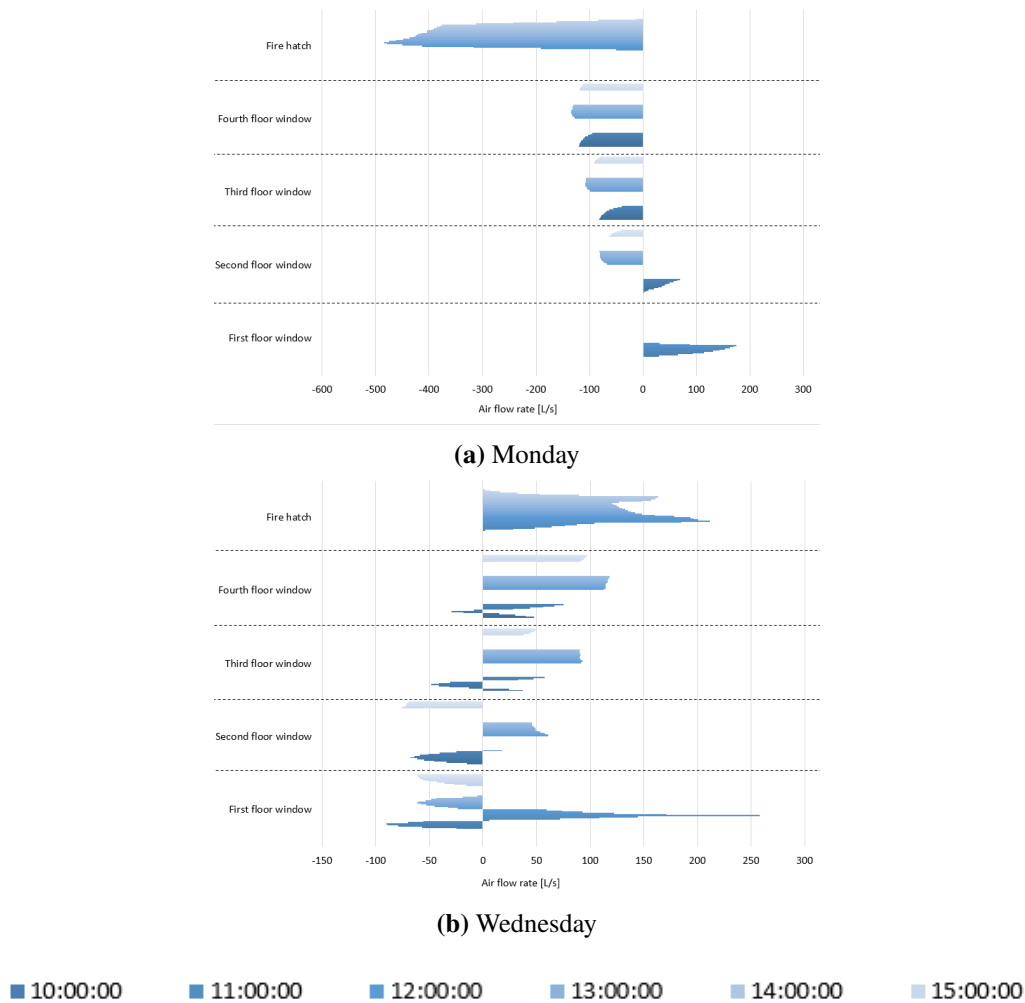 Fire hatch
Fourth floor window
Third floor window
Second floor window
First floor window
-600 -500 -400 -300 -200 -100 0 100 200 300
Air flow rate [L/s]
(a) Monday
Fire hatch
Fourth floor window
Third floor window
Second floor window
First floor window
-150 -100 -50 0 50 100 150 200 250 300
Air flow rate [L/s]
(b) Wednesday
10:00:00 11:00:00 12:00:00 13:00:00 14:00:00 15:00:00